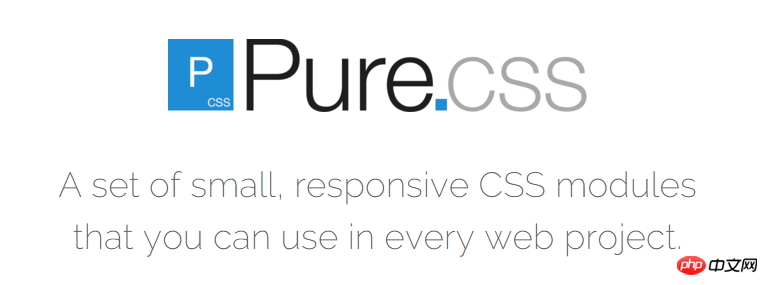 P
CSS
Pure.css
A set of small, responsive CSS modules
that you can use in every web project.
php 中文网